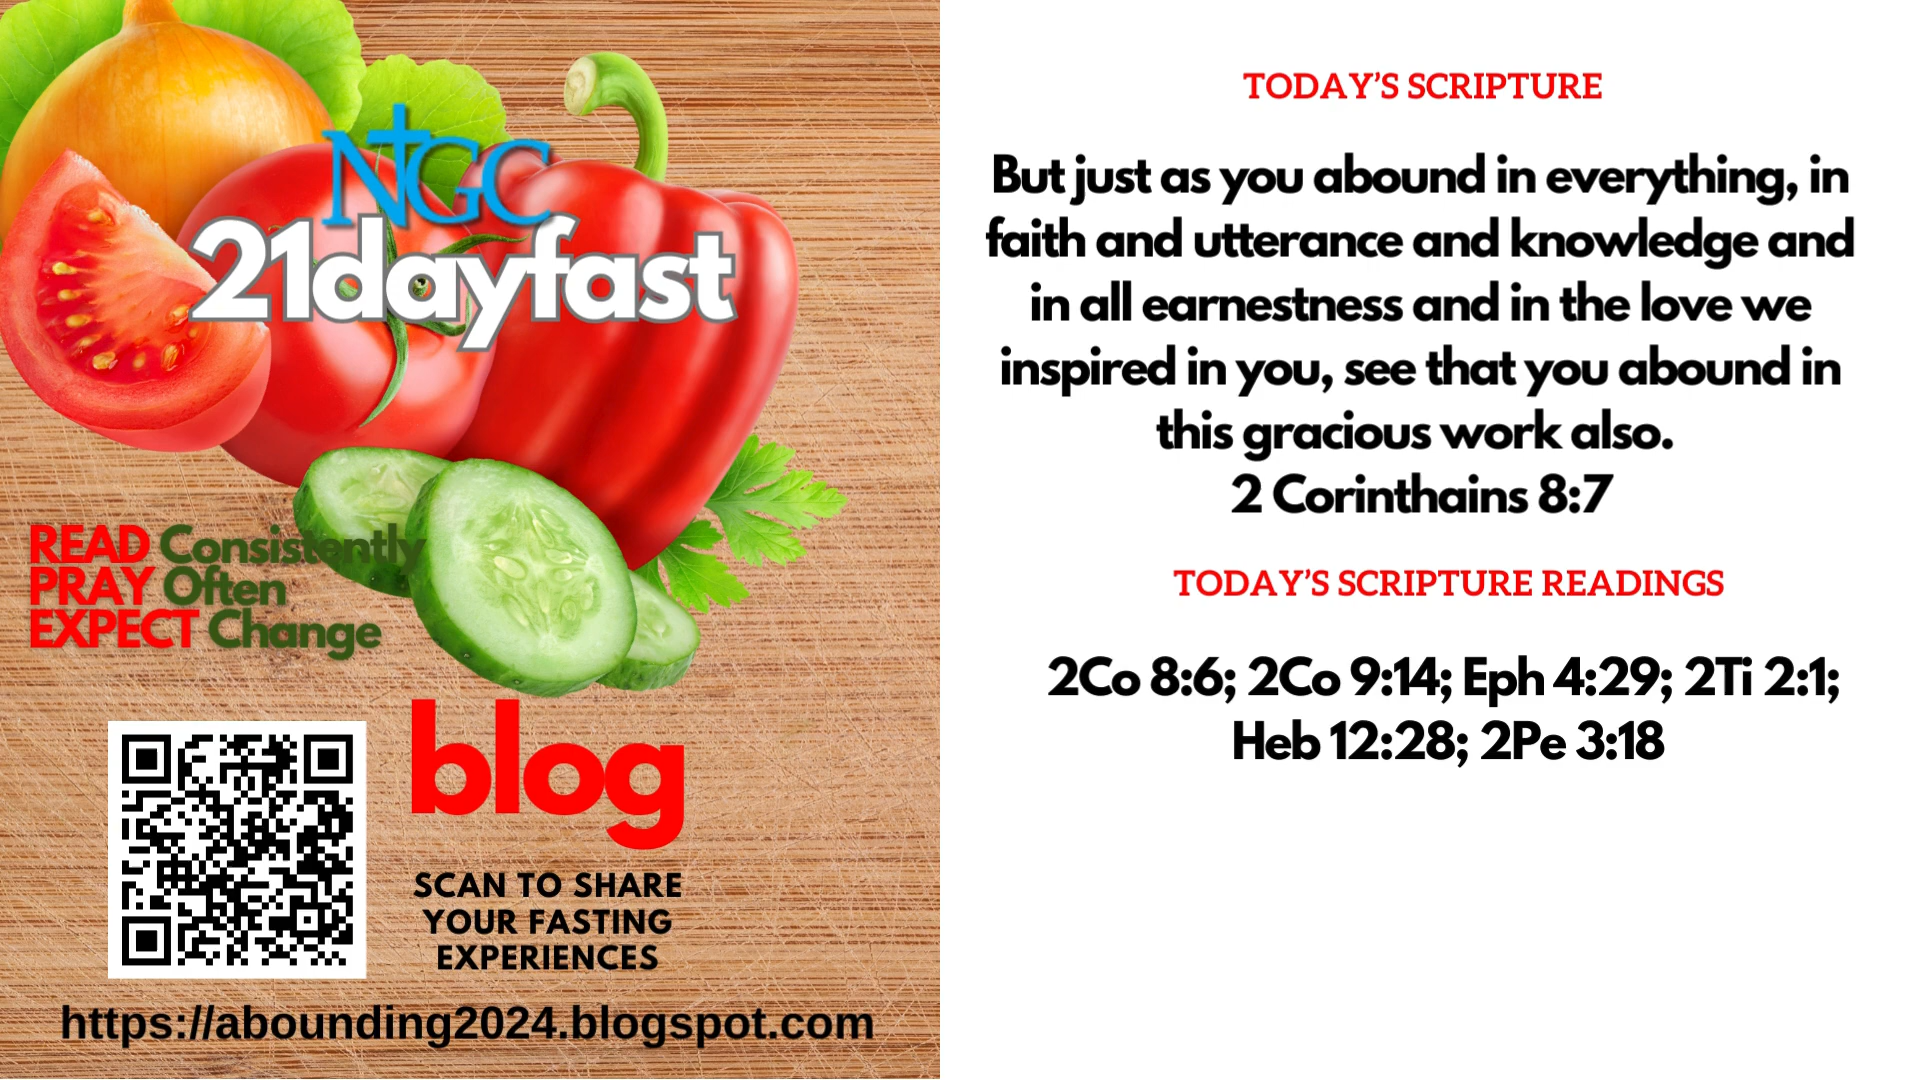 NGC
21dayfast
READ Consistently
PRAY Often
EXPECT Change
blog
SCAN TO SHARE
YOUR FASTING
EXPERIENCES
https://abounding2024.blogspot.com
TODAY’S SCRIPTURE
But just as you abound in everything, in
faith and utterance and knowledge and
in all earnestness and in the love we
inspired in you, see that you abound in
this gracious work also.
2 Corinthains 8:7
TODAY’S SCRIPTURE READINGS
2Co 8:6; 2Co 9:14; Eph 4:29; 2Ti 2:1;
Heb 12:28; 2Pe 3:18